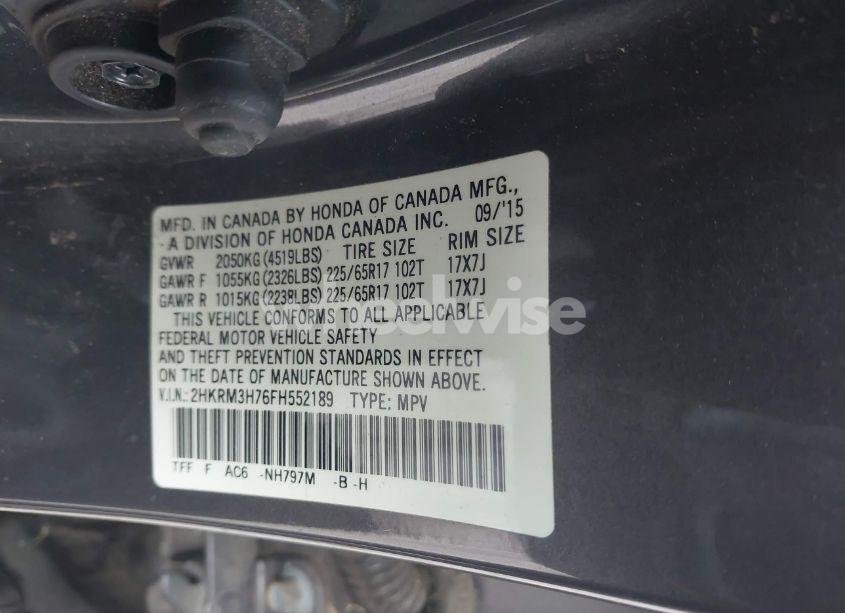 MFD. IN CANADA BY HONDA OF CANADA MFG.,
- A DIVISION OF HONDA CANADA INC. 09/'15
GVWR 2050KG (4519LBS) TIRE SIZE RIM SIZE
GAWR F 1055KG (2326LBS) 225/65R17 102T 17X7J
GAWR R 1015KG (2238LBS) 225/65R17 102T 17X7J
THIS VEHICLE CONFORMS TO ALL APPLICABLE
FEDERAL MOTOR VEHICLE SAFETY
AND THEFT PREVENTION STANDARDS IN EFFECT
ON THE DATE OF MANUFACTURE SHOWN ABOVE.
V.I.N.: 2HKRM3H76FH552189 TYPE: MPV
TFF F AC6 -NH797M -B -H